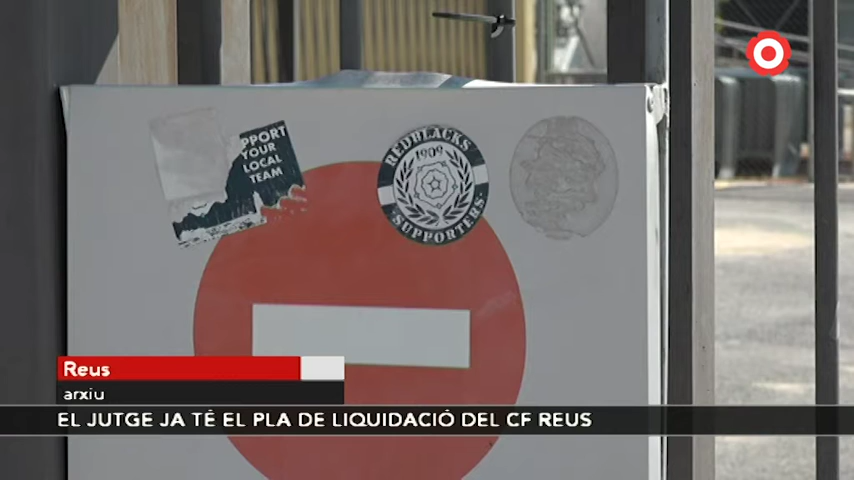 PPORT
YOUR
LOCAL
TEAM
REDBLACKS
1909
SUPPORTERS
Reus
arxiu
EL JUTGE JA TÉ EL PLA DE LIQUIDACIÓ DEL CF REUS